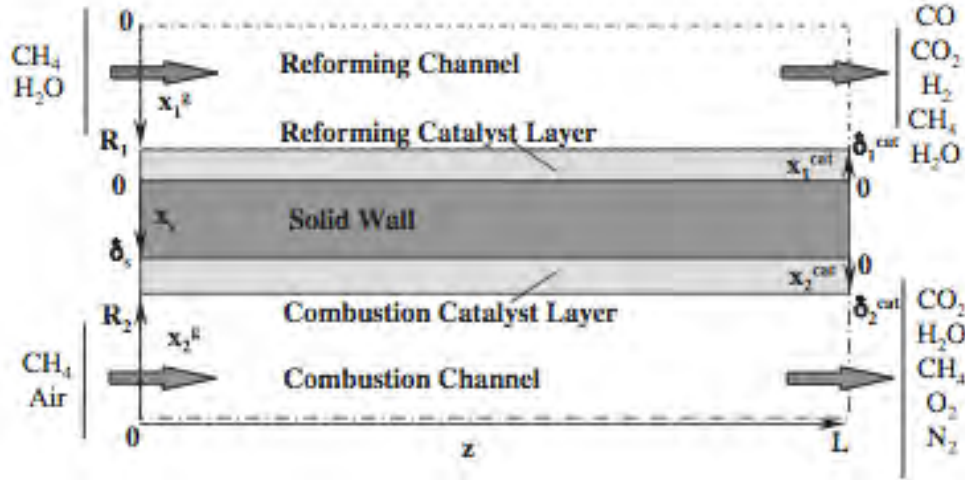 0
CH₄
H₂O
Reforming Channel
x₁ᵍ
CO
CO₂
H₂
CH₄
H₂O
R₁
Reforming Catalyst Layer
δ₁ᶜᵃᵗ
x₁ᶜᵃᵗ
0
0
xₛ
Solid Wall
δₛ
0
x₂ᶜᵃᵗ
R₂
Combustion Catalyst Layer
δ₂ᶜᵃᵗ
CO₂
H₂O
CH₄
O₂
N₂
x₂ᵍ
CH₄
Air
Combustion Channel
0
z
L